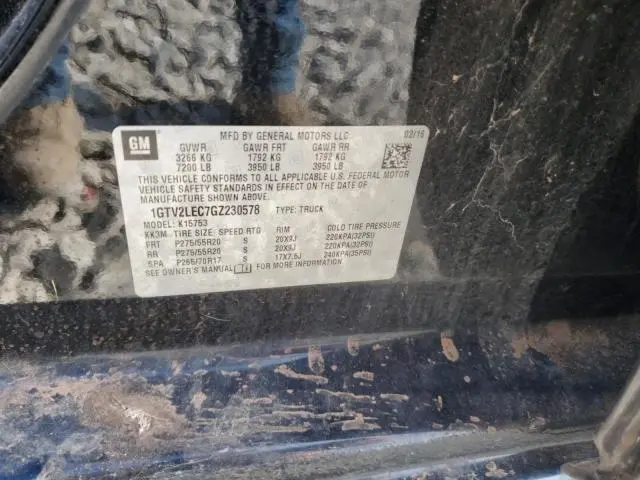 GM
MFD BY GENERAL MOTORS LLC 02/16
GVWR GAWR FRT GAWR RR
3266 KG 1792 KG 1792 KG
7200 LB 3950 LB 3950 LB
THIS VEHICLE CONFORMS TO ALL APPLICABLE U.S. FEDERAL MOTOR
VEHICLE SAFETY STANDARDS IN EFFECT ON THE DATE OF
MANUFACTURE SHOWN ABOVE.
1GTV2LEC7GZ230578 TYPE: TRUCK
MODEL: K15753
KK3M TIRE SIZE: SPEED RTG RIM COLD TIRE PRESSURE
FRT P275/55R20 S 20X9J 220KPA(32PSI)
RR P275/55R20 S 20X9J 220KPA(32PSI)
SPA P265/70R17 S 17X7.5J 240KPA(35PSI)
SEE OWNER'S MANUAL i FOR MORE INFORMATION.